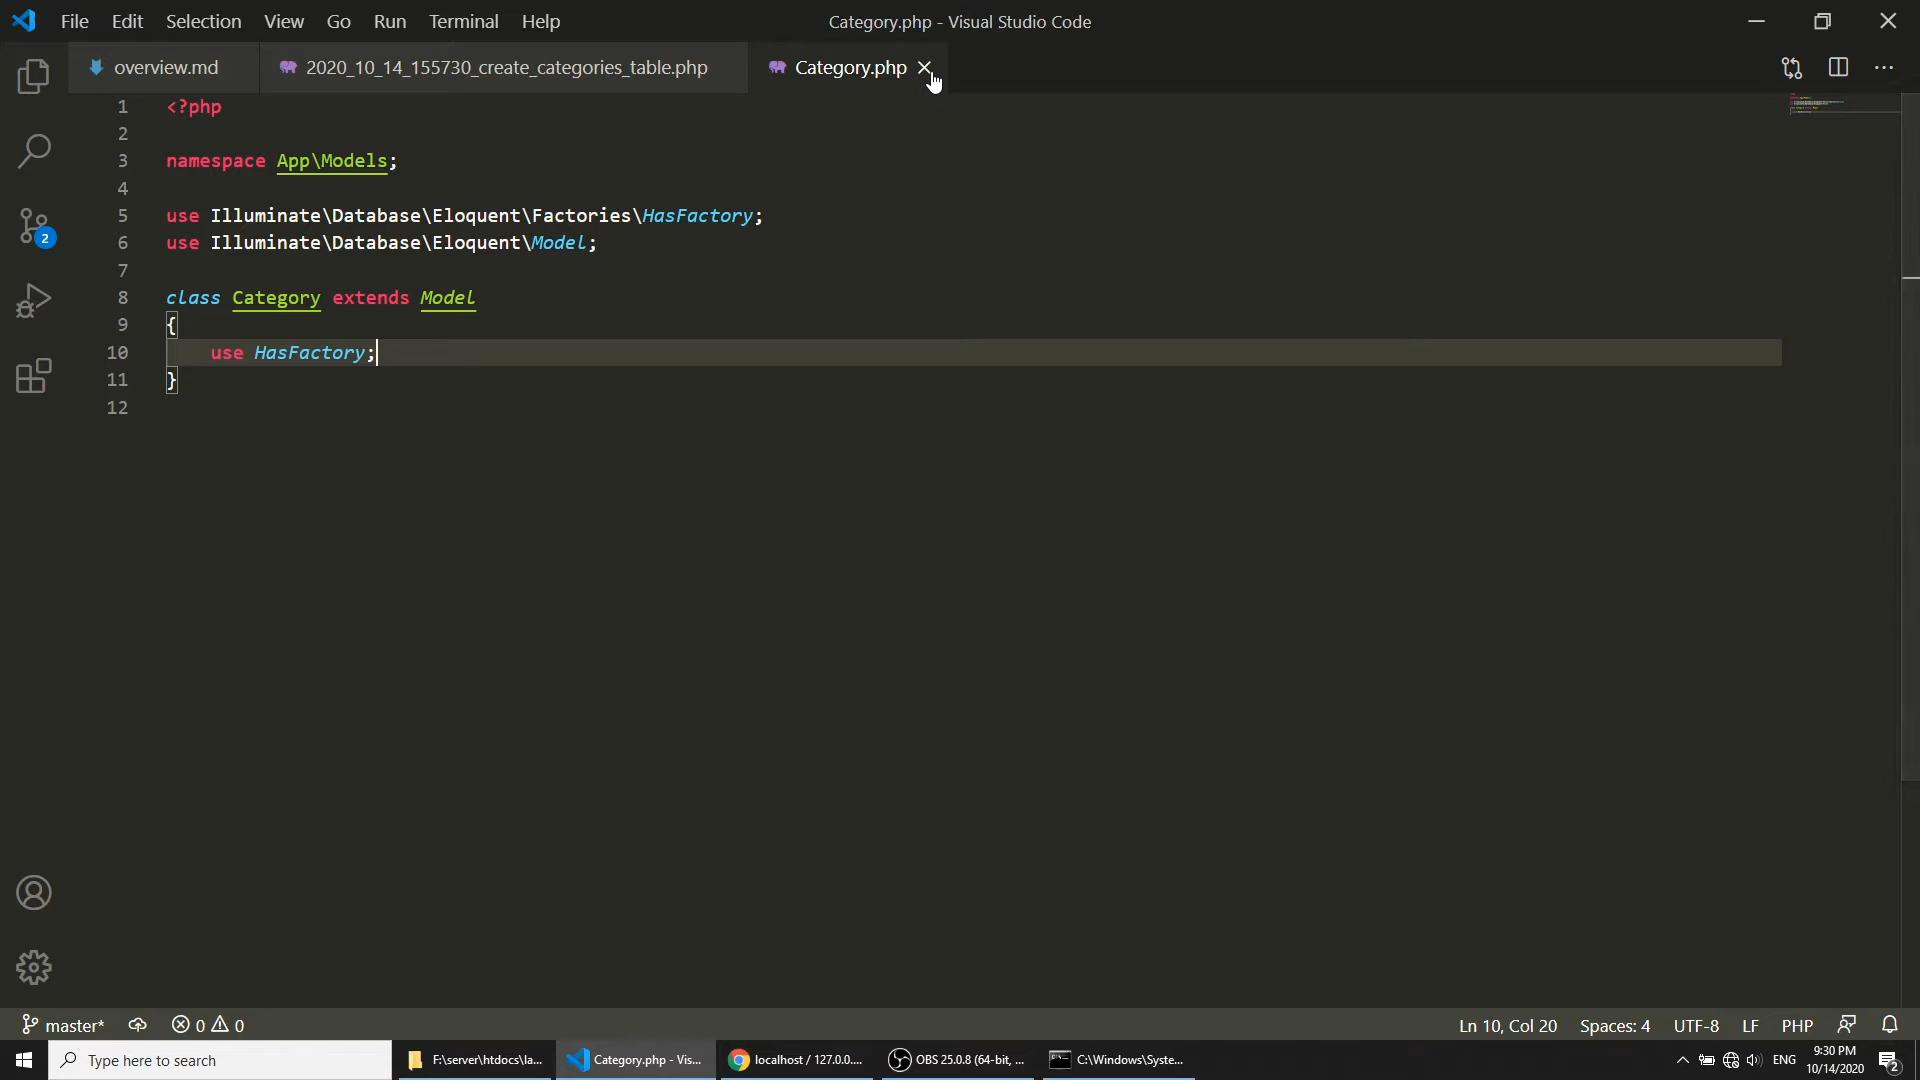 File Edit Selection View Go Run Terminal Help Category.php - Visual Studio Code
overview.md 2020_10_14_155730_create_categories_table.php Category.php
1 <?php
2
3 namespace App\Models;
4
5 use Illuminate\Database\Eloquent\Factories\HasFactory;
6 use Illuminate\Database\Eloquent\Model;
7
8 class Category extends Model
9 {
10 use HasFactory;
11 }
12
2
master* 0 0 Ln 10, Col 20 Spaces: 4 UTF-8 LF PHP
Type here to search F:\server\htdocs\la... Category.php - Vis... localhost / 127.0.0.... OBS 25.0.8 (64-bit, ... C:\Windows\Syste... ENG 9:30 PM
10/14/2020 2